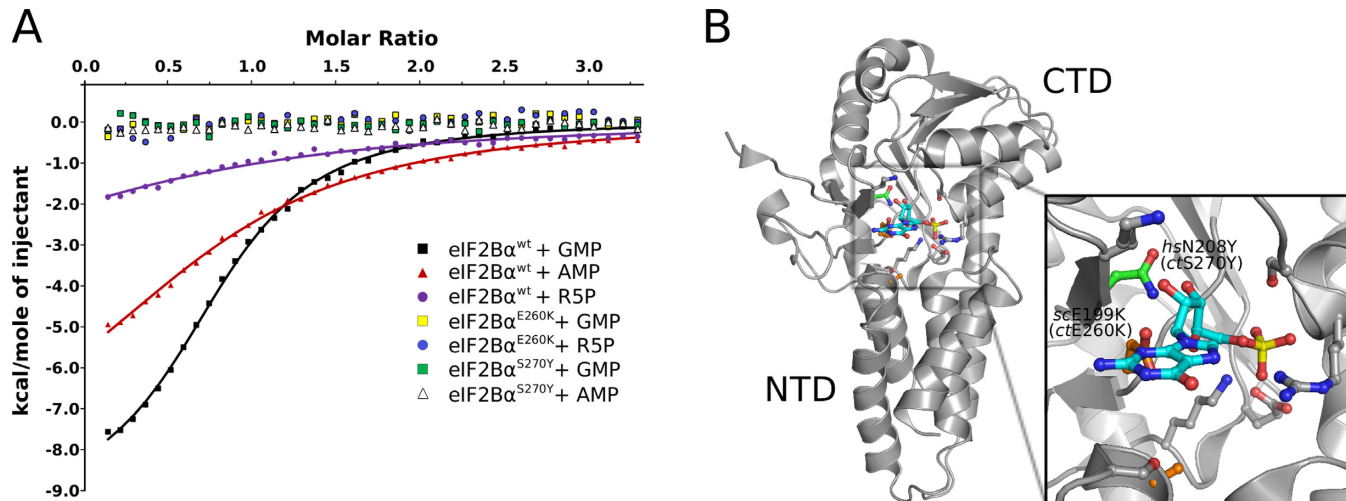 A
Molar Ratio
0.0 0.5 1.0 1.5 2.0 2.5 3.0
0.0
-1.0
-2.0
-3.0
-4.0
-5.0
-6.0
-7.0
-8.0
-9.0
kcal/mole of injectant
eIF2Bα^wt + GMP
eIF2Bα^wt + AMP
eIF2Bα^wt + R5P
eIF2Bα^E260K + GMP
eIF2Bα^E260K + R5P
eIF2Bα^S270Y + GMP
eIF2Bα^S270Y + AMP
B
CTD
NTD
hsN208Y
(ctS270Y)
scE199K
(ctE260K)